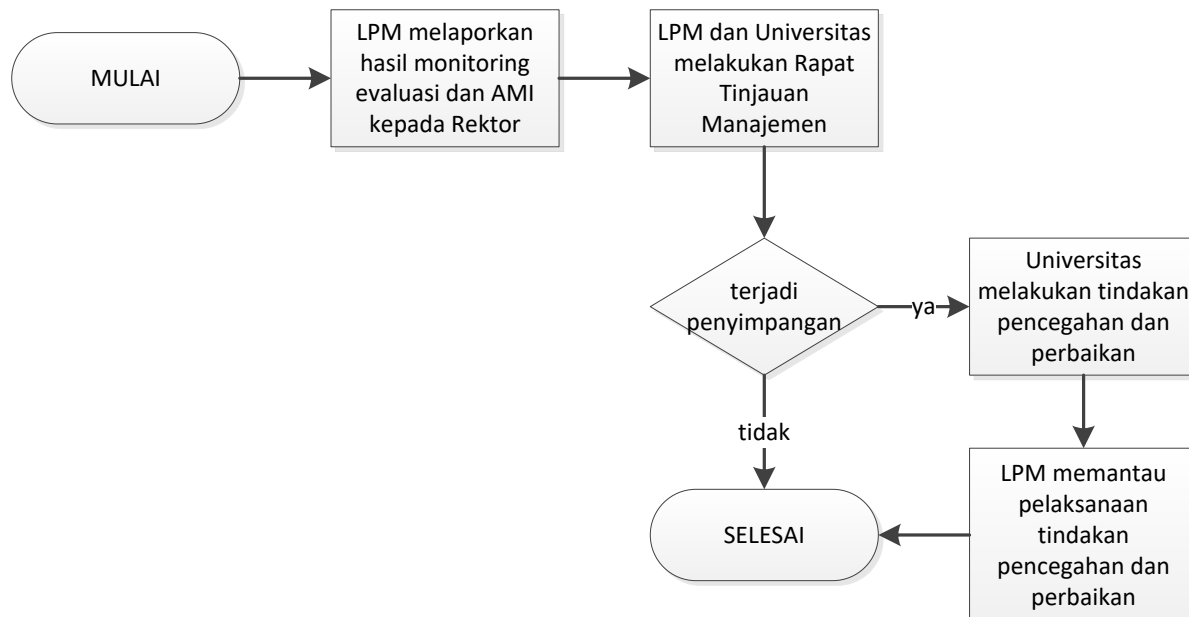 MULAI
LPM melaporkan
hasil monitoring
evaluasi dan AMI
kepada Rektor
LPM dan Universitas
melakukan Rapat
Tinjauan
Manajemen
terjadi
penyimpangan
ya
Universitas
melakukan tindakan
pencegahan dan
perbaikan
tidak
LPM memantau
pelaksanaan
tindakan
pencegahan dan
perbaikan
SELESAI